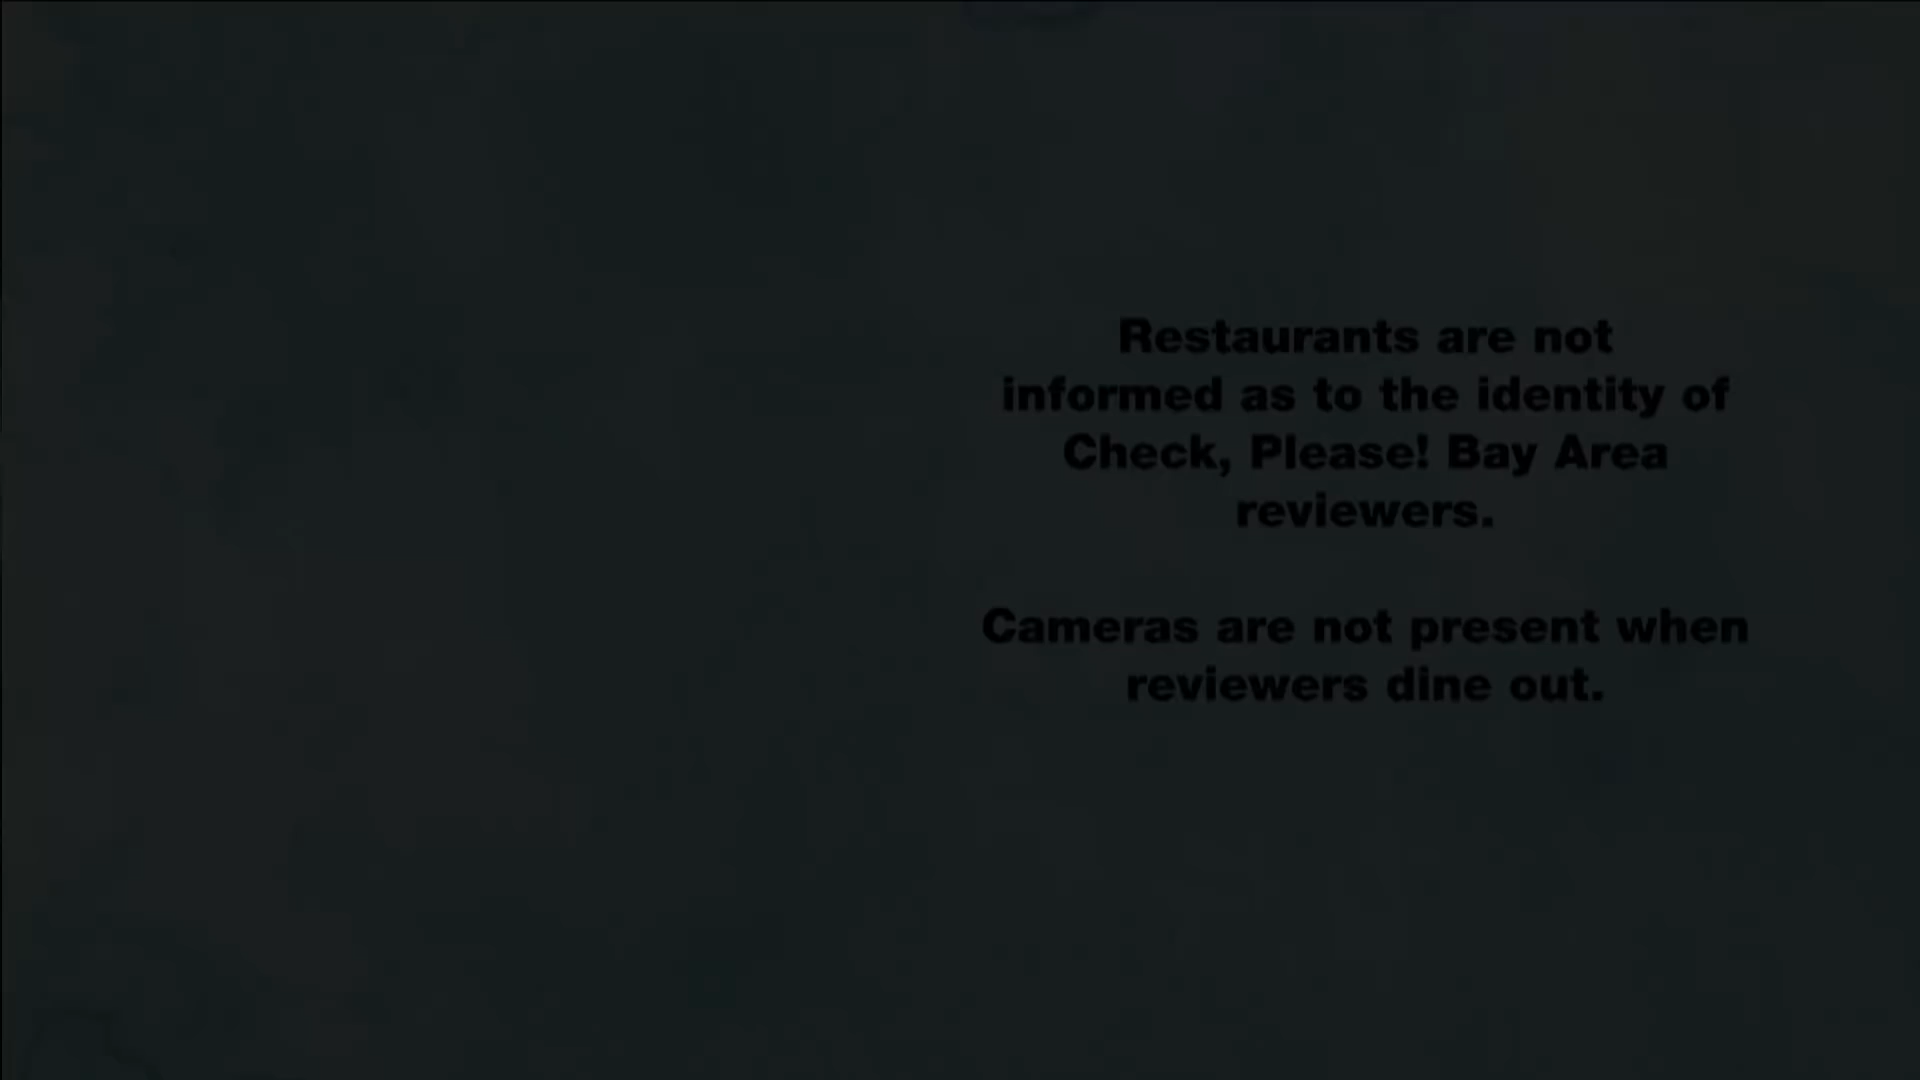 Restaurants are not
informed as to the identity of
Check, Please! Bay Area
reviewers.
Cameras are not present when
reviewers dine out.